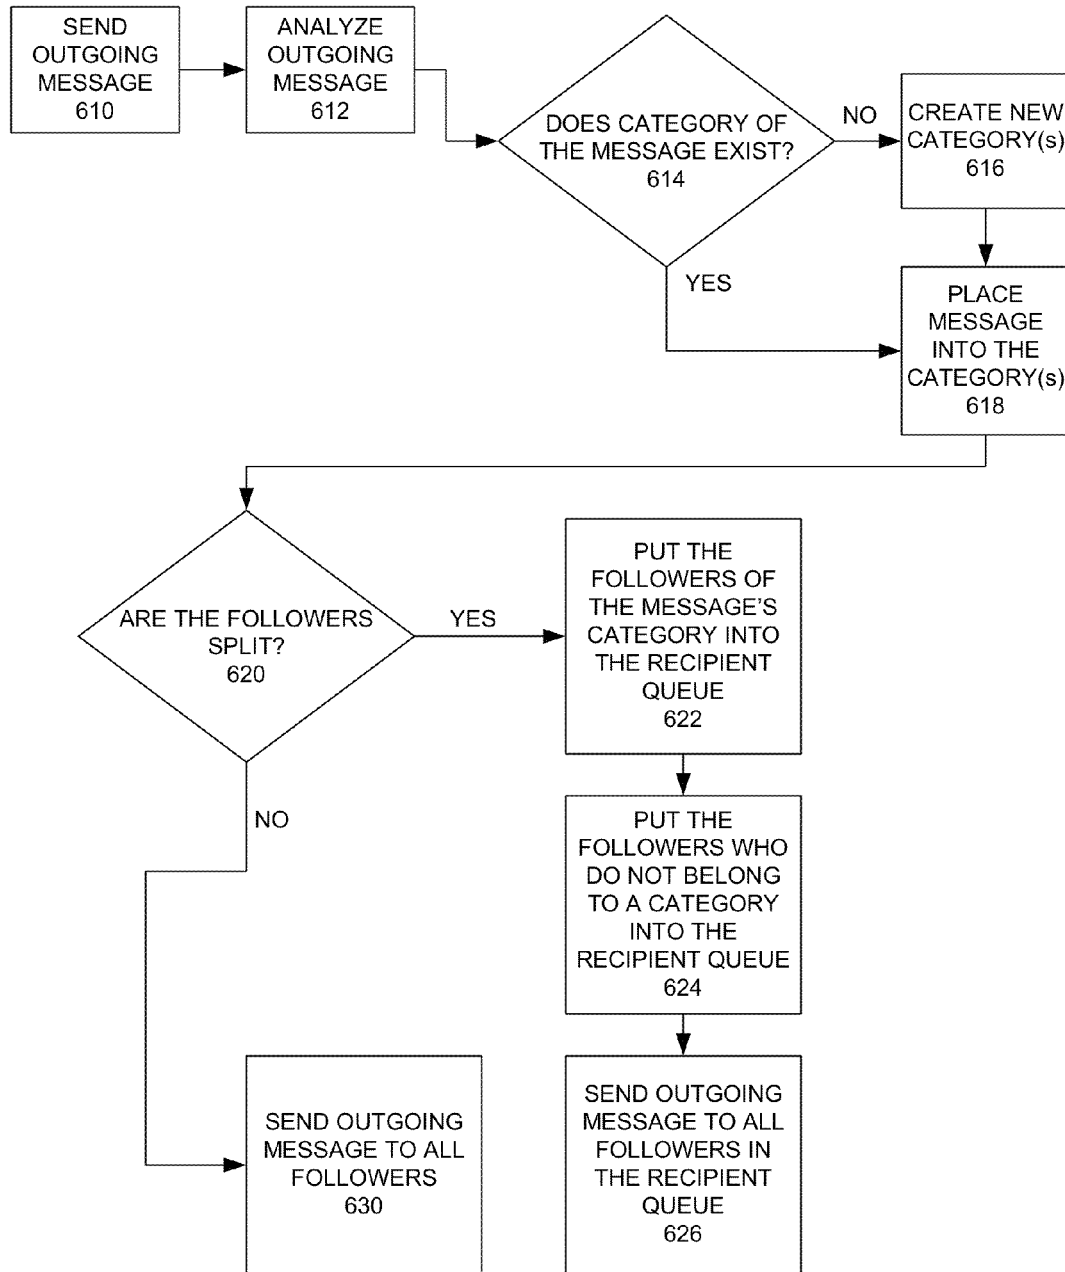 SEND
OUTGOING
MESSAGE
610
ANALYZE
OUTGOING
MESSAGE
612
DOES CATEGORY OF
THE MESSAGE EXIST?
614
NO
CREATE NEW
CATEGORY(s)
616
YES
PLACE
MESSAGE
INTO THE
CATEGORY(s)
618
ARE THE FOLLOWERS
SPLIT?
620
YES
PUT THE
FOLLOWERS OF
THE MESSAGE'S
CATEGORY INTO
THE RECIPIENT
QUEUE
622
NO
PUT THE
FOLLOWERS WHO
DO NOT BELONG
TO A CATEGORY
INTO THE
RECIPIENT QUEUE
624
SEND OUTGOING
MESSAGE TO ALL
FOLLOWERS
630
SEND OUTGOING
MESSAGE TO ALL
FOLLOWERS IN
THE RECIPIENT
QUEUE
626